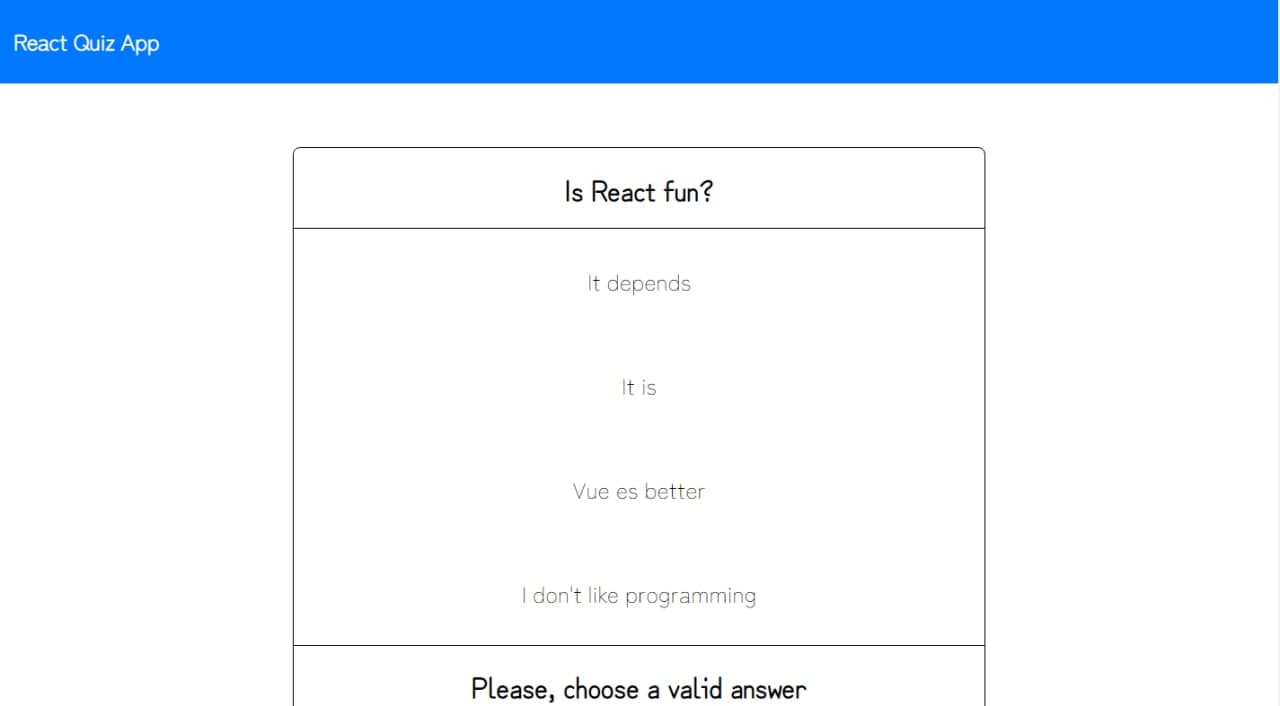 React Quiz App
Is React fun?
It depends
It is
Vue es better
I don't like programming
Please, choose a valid answer